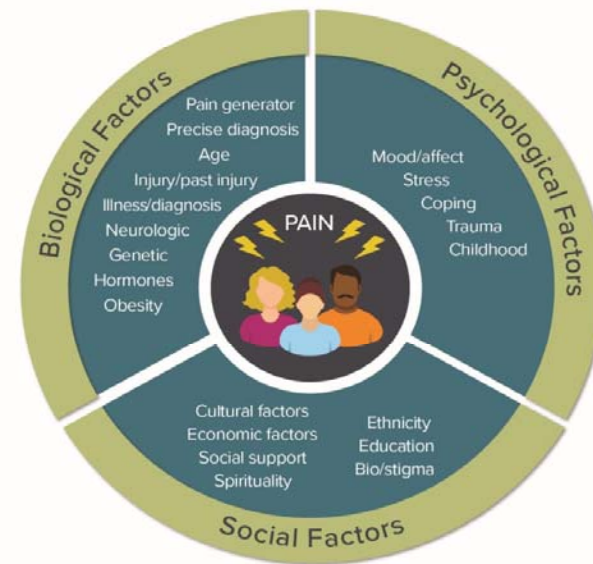 Biological Factors
Pain generator
Precise diagnosis
Age
Injury/past injury
Illness/diagnosis
Neurologic
Genetic
Hormones
Obesity
Psychological Factors
Mood/affect
Stress
Coping
Trauma
Childhood
PAIN
Cultural factors
Economic factors
Social support
Spirituality
Ethnicity
Education
Bio/stigma
Social Factors